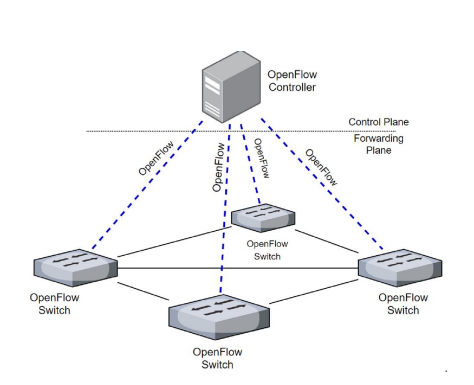 OpenFlow
Controller
Control Plane
Forwarding
Plane
OpenFlow
OpenFlow
OpenFlow
OpenFlow
OpenFlow
Switch
OpenFlow
Switch
OpenFlow
Switch
OpenFlow
Switch